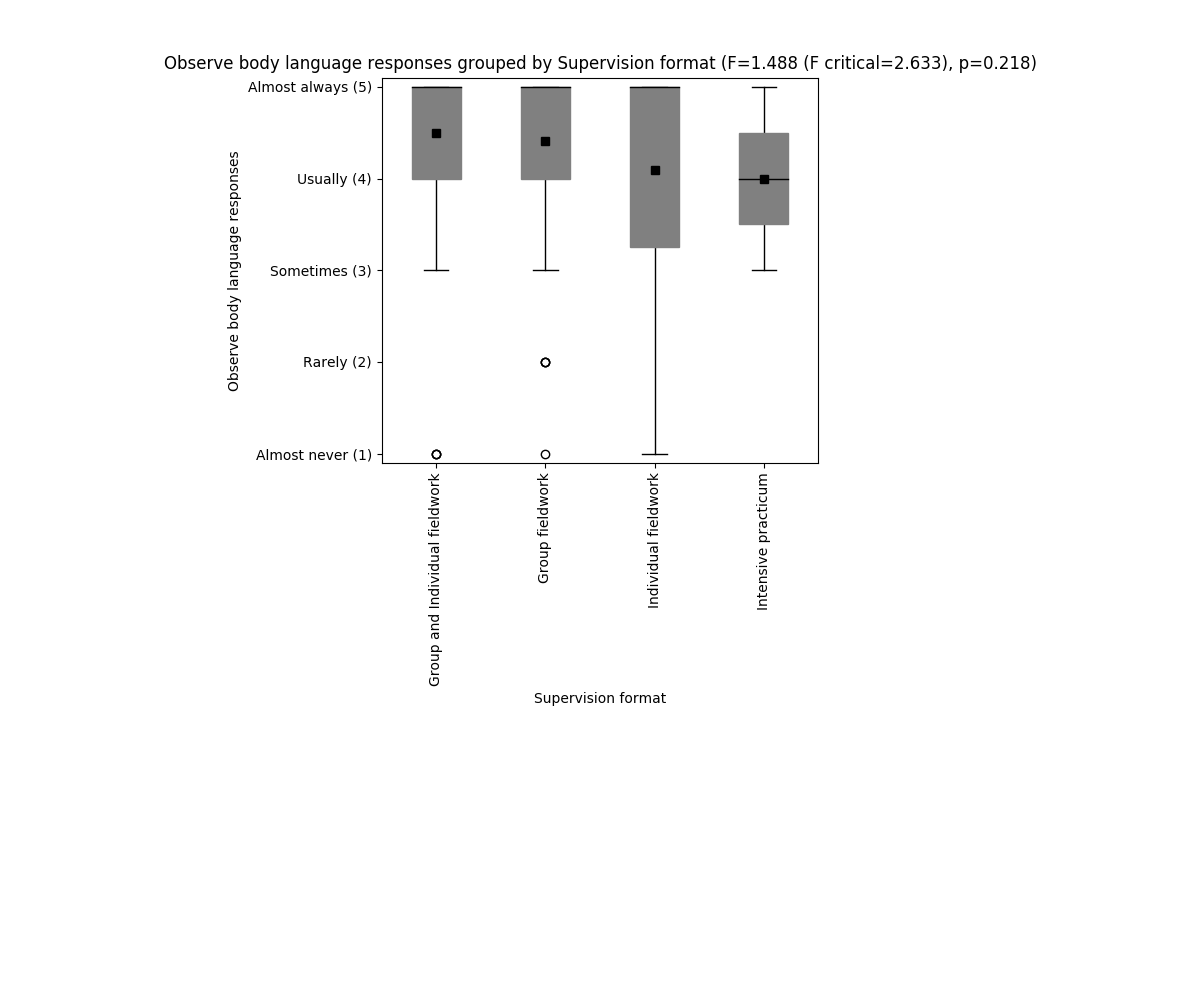 Observe body language responses grouped by Supervision format (F=1.488 (F critical=2.633), p=0.218)
Observe body language responses
Almost always (5)
Usually (4)
Sometimes (3)
Rarely (2)
Almost never (1)
Group and Individual fieldwork
Group fieldwork
Individual fieldwork
Intensive practicum
Supervision format